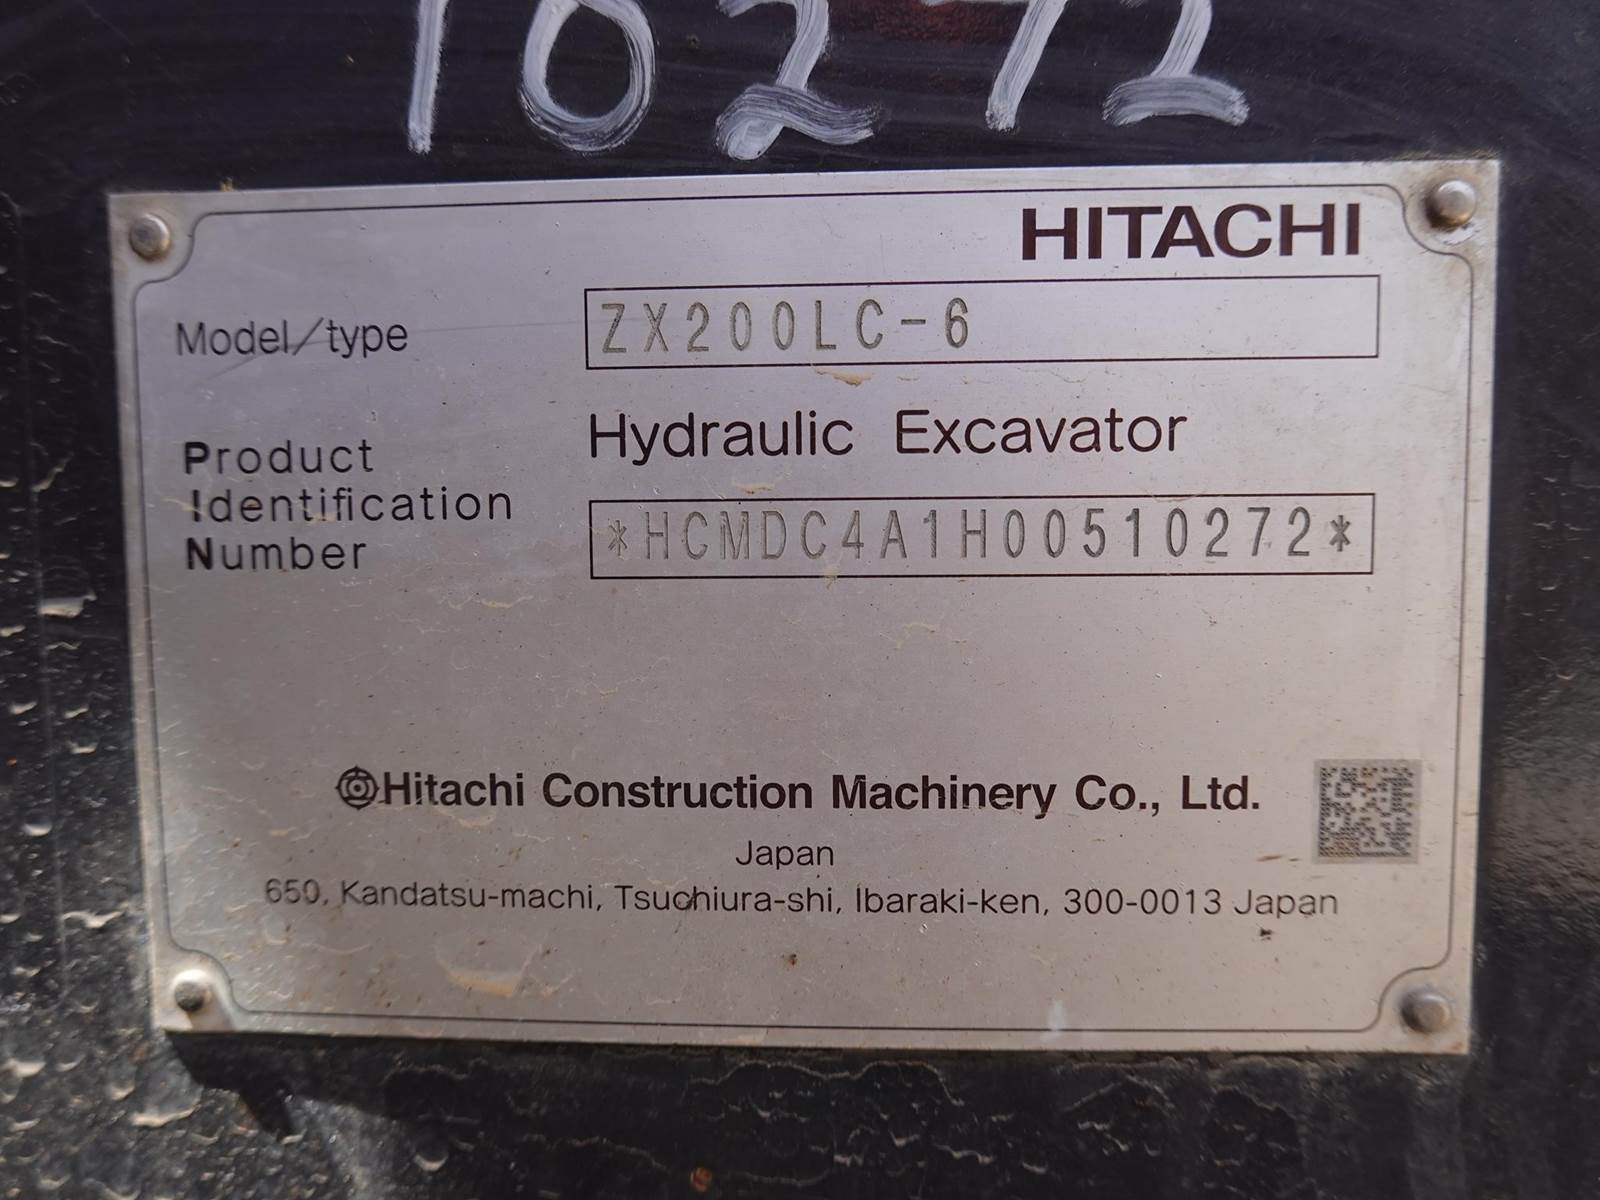 10272
HITACHI
Model/type ZX200LC-6
Hydraulic Excavator
Product
Identification
Number
*HCMDC4A1H00510272*
Hitachi Construction Machinery Co., Ltd.
Japan
650, Kandatsu-machi, Tsuchiura-shi, Ibaraki-ken, 300-0013 Japan